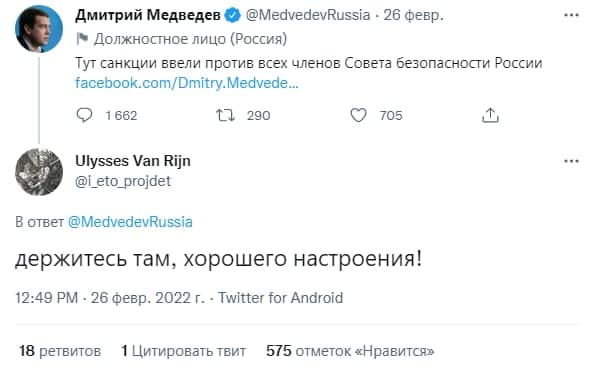 Дмитрий Медведев @MedvedevRussia · 26 февр. ...
Должностное лицо (Россия)
Тут санкции ввели против всех членов Совета безопасности России
facebook.com/Dmitry.Medvede...
1 662 290 705
Ulysses Van Rijn ...
@i_eto_projdet
В ответ @MedvedevRussia
держитесь там, хорошего настроения!
12:49 PM · 26 февр. 2022 г. · Twitter for Android
18 ретвитов 1 Цитировать твит 575 отметок «Нравится»